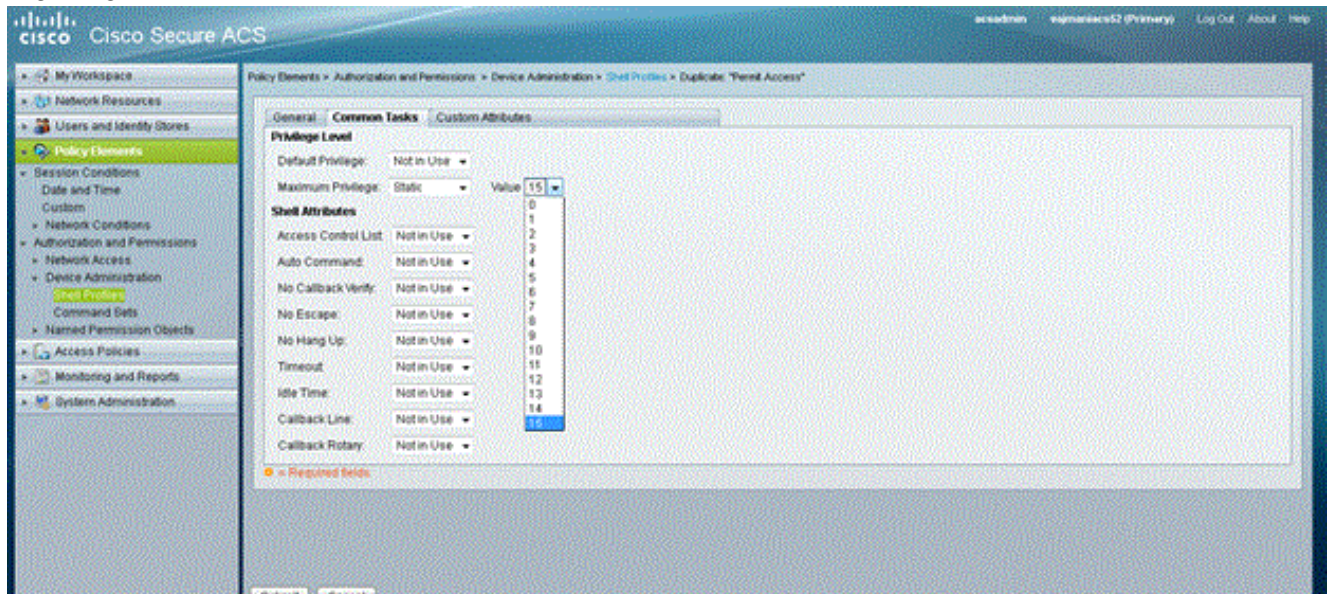 cisco Cisco Secure ACS
acsadmin (Primary) Log Out About Help
My Workspace
Network Resources
Users and Identity Stores
Policy Elements
Session Conditions
Date and Time
Custom
Network Conditions
Authorization and Permissions
Network Access
Device Administration
Shell Profiles
Command Sets
Named Permission Objects
Access Policies
Monitoring and Reports
System Administration
Policy Elements > Authorization and Permissions > Device Administration > Shell Profiles > Duplicate: "Permit Access"
General Common Tasks Custom Attributes
Privilege Level
Default Privilege: Not in Use
Maximum Privilege: Static Value 15
0
1
2
3
4
5
6
7
8
9
10
11
12
13
14
15
Shell Attributes
Access Control List: Not in Use
Auto Command: Not in Use
No Callback Verify: Not in Use
No Escape: Not in Use
No Hang Up: Not in Use
Timeout: Not in Use
Idle Time: Not in Use
Callback Line: Not in Use
Callback Rotary: Not in Use
= Required fields